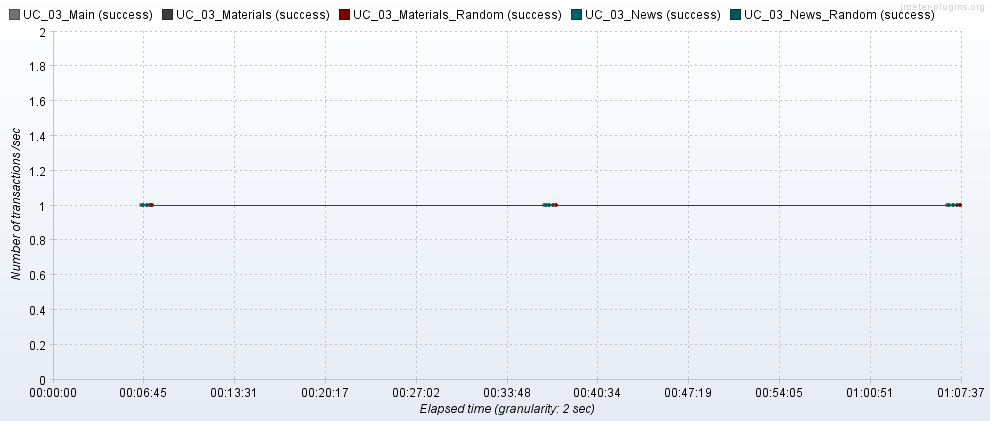 UC_03_Main (success) UC_03_Materials (success) UC_03_Materials_Random (success) UC_03_News (success) UC_03_News_Random (success)
jmeter-plugins.org
2
1.8
1.6
1.4
1.2
1
0.8
0.6
0.4
0.2
0
Number of transactions /sec
00:00:00 00:06:45 00:13:31 00:20:17 00:27:02 00:33:48 00:40:34 00:47:19 00:54:05 01:00:51 01:07:37
Elapsed time (granularity: 2 sec)